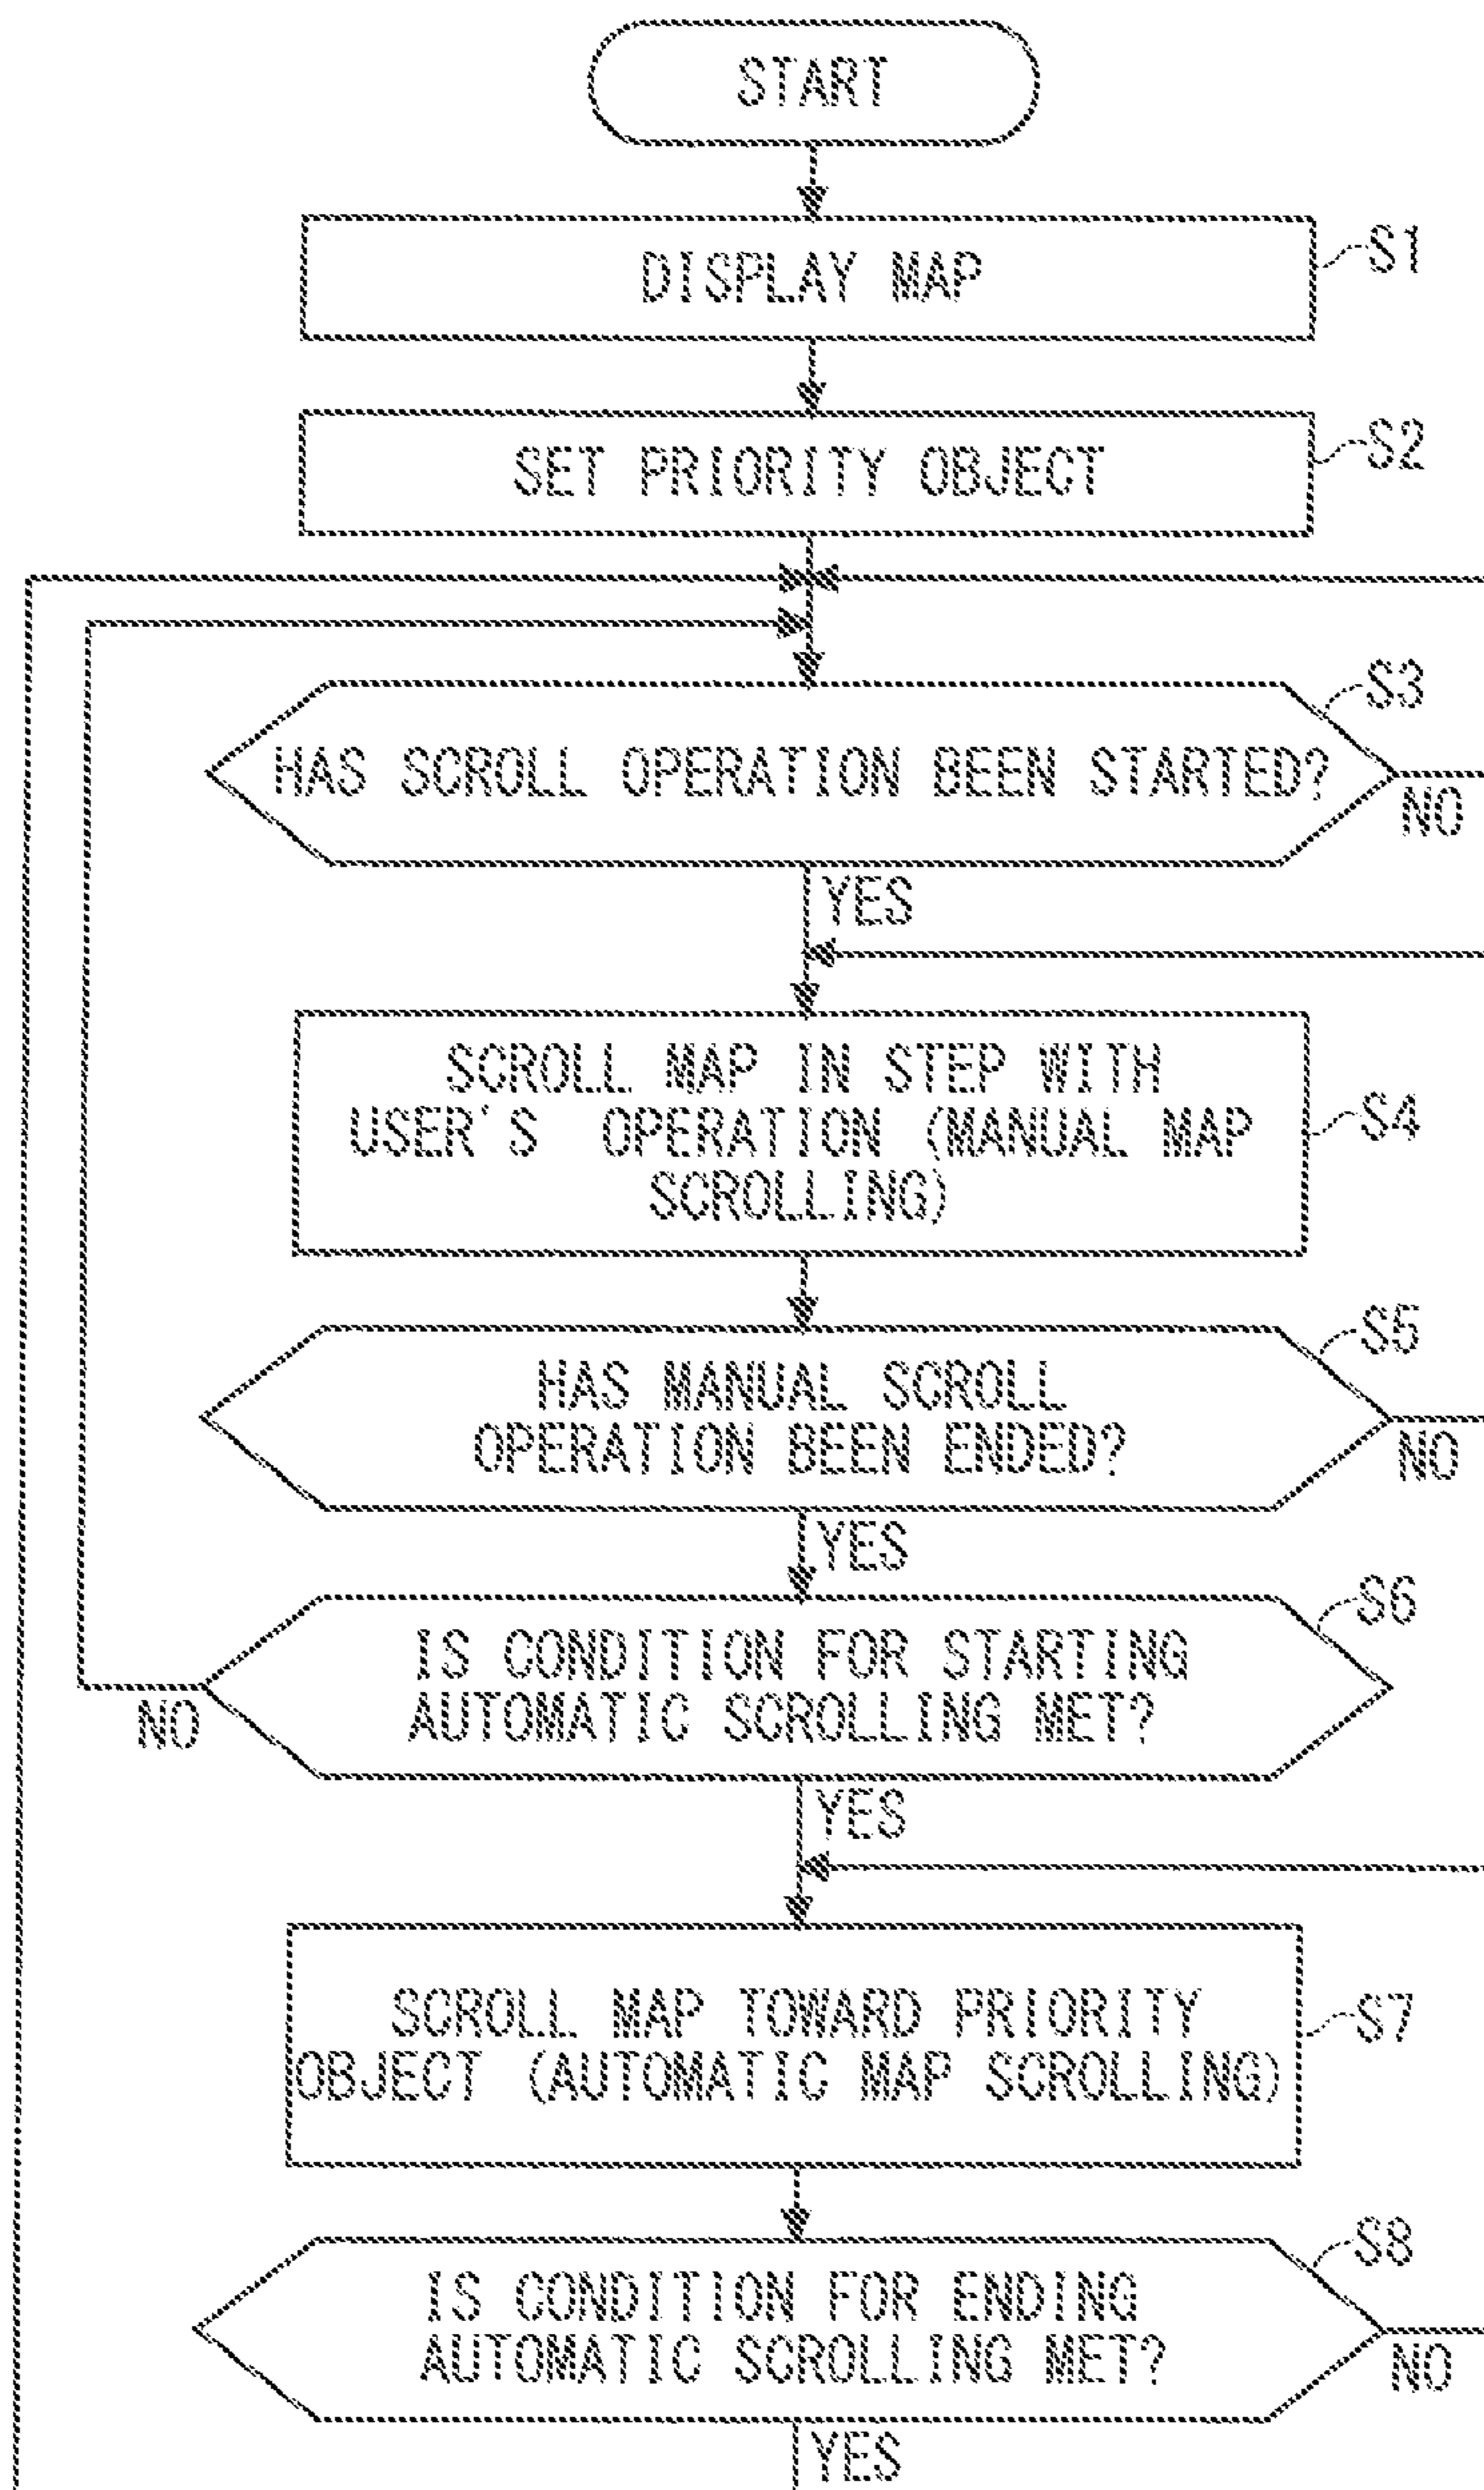 START
DISPLAY MAP
S1
SET PRIORITY OBJECT
S2
S3
HAS SCROLL OPERATION BEEN STARTED?
NO
YES
SCROLL MAP IN STEP WITH
USER'S OPERATION (MANUAL MAP
SCROLLING)
S4
S5
HAS MANUAL SCROLL
OPERATION BEEN ENDED?
NO
YES
S6
IS CONDITION FOR STARTING
AUTOMATIC SCROLLING MET?
NO
YES
SCROLL MAP TOWARD PRIORITY
OBJECT (AUTOMATIC MAP SCROLLING)
S7
S8
IS CONDITION FOR ENDING
AUTOMATIC SCROLLING MET?
NO
YES